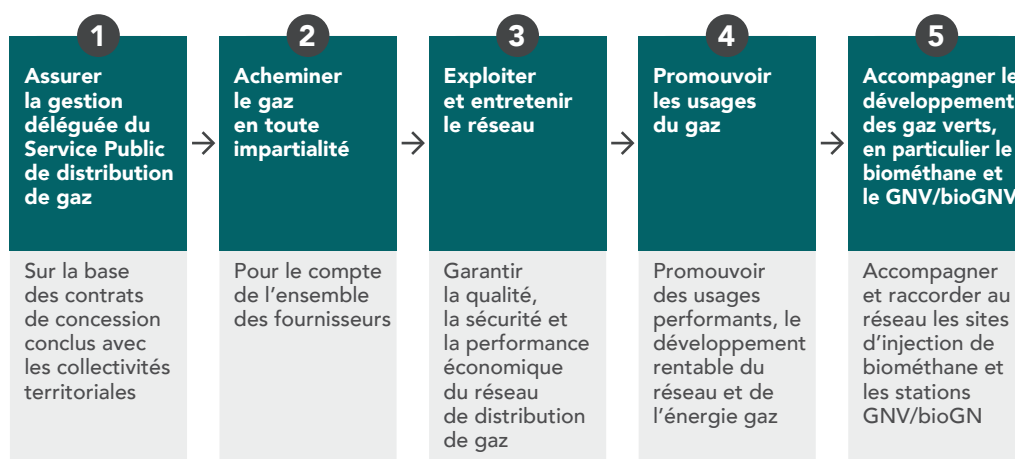 1
Assurer
la gestion
déléguée du
Service Public
de distribution
de gaz
Sur la base
des contrats
de concession
conclus avec
les collectivités
territoriales
2
Acheminer
le gaz
en toute
impartialité
Pour le compte
de l'ensemble
des fournisseurs
3
Exploiter
et entretenir
le réseau
Garantir
la qualité,
la sécurité et
la performance
économique
du réseau
de distribution
de gaz
4
Promouvoir
les usages
du gaz
Promouvoir
des usages
performants, le
développement
rentable du
réseau et de
l'énergie gaz
5
Accompagner le
développement
des gaz verts,
en particulier le
biométhane et
le GNV/bioGNV
Accompagner
et raccorder au
réseau les sites
d'injection de
biométhane et
les stations
GNV/bioGN